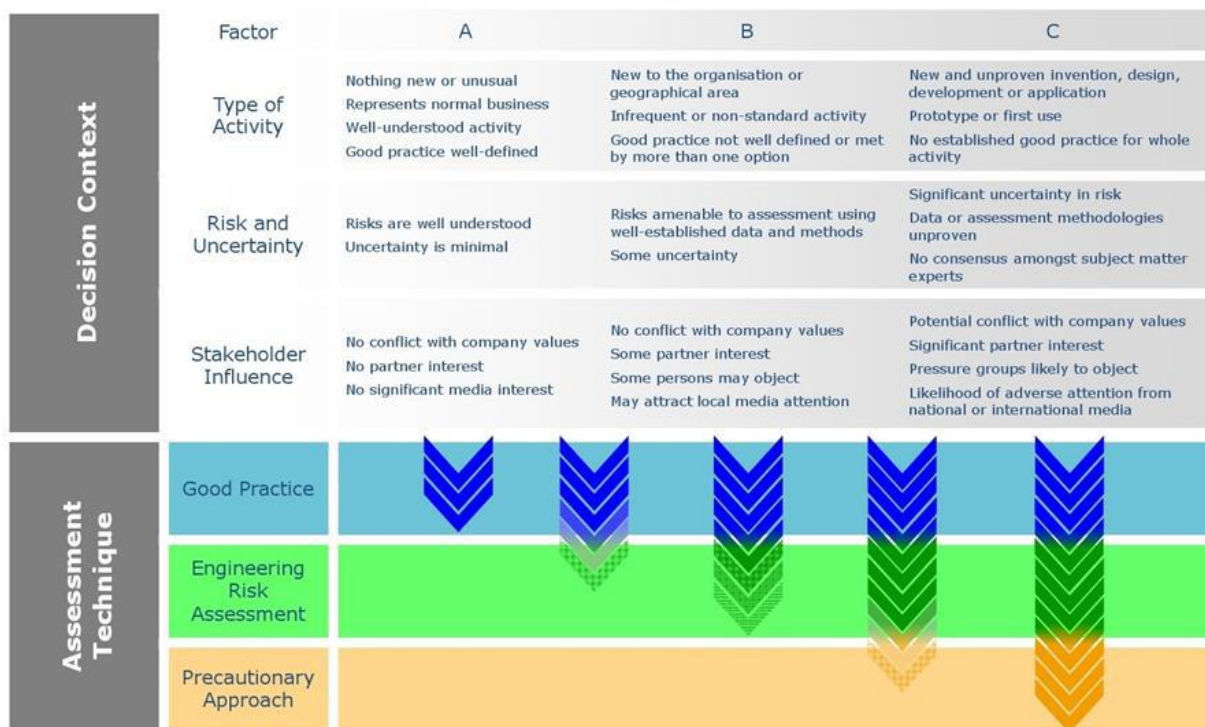 Decision Context
Factor
A
B
C
Type of
Activity
Nothing new or unusual
Represents normal business
Well-understood activity
Good practice well-defined
New to the organisation or
geographical area
Infrequent or non-standard activity
Good practice not well defined or met
by more than one option
New and unproven invention, design,
development or application
Prototype or first use
No established good practice for whole
activity
Risk and
Uncertainty
Risks are well understood
Uncertainty is minimal
Risks amenable to assessment using
well-established data and methods
Some uncertainty
Significant uncertainty in risk
Data or assessment methodologies
unproven
No consensus amongst subject matter
experts
Stakeholder
Influence
No conflict with company values
No partner interest
No significant media interest
No conflict with company values
Some partner interest
Some persons may object
May attract local media attention
Potential conflict with company values
Significant partner interest
Pressure groups likely to object
Likelihood of adverse attention from
national or international media
Assessment
Technique
Good Practice
Engineering
Risk
Assessment
Precautionary
Approach